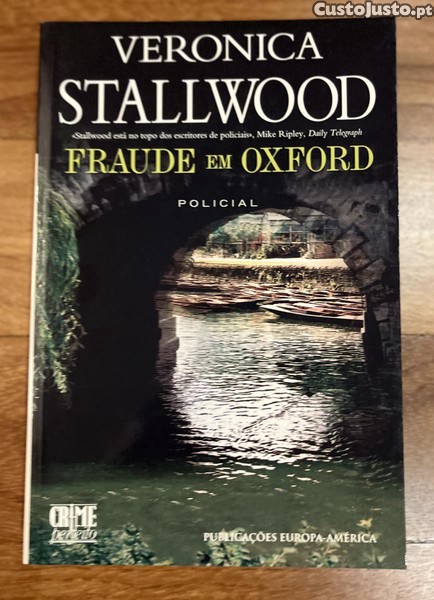 CustoJusto.pt
VERONICA
STALLWOOD
«Stallwood está no topo dos escritores de policiais», Mike Ripley, Daily Telegraph
FRAUDE EM OXFORD
POLICIAL
CRIME
perfeito
PUBLICAÇÕES EUROPA-AMÉRICA